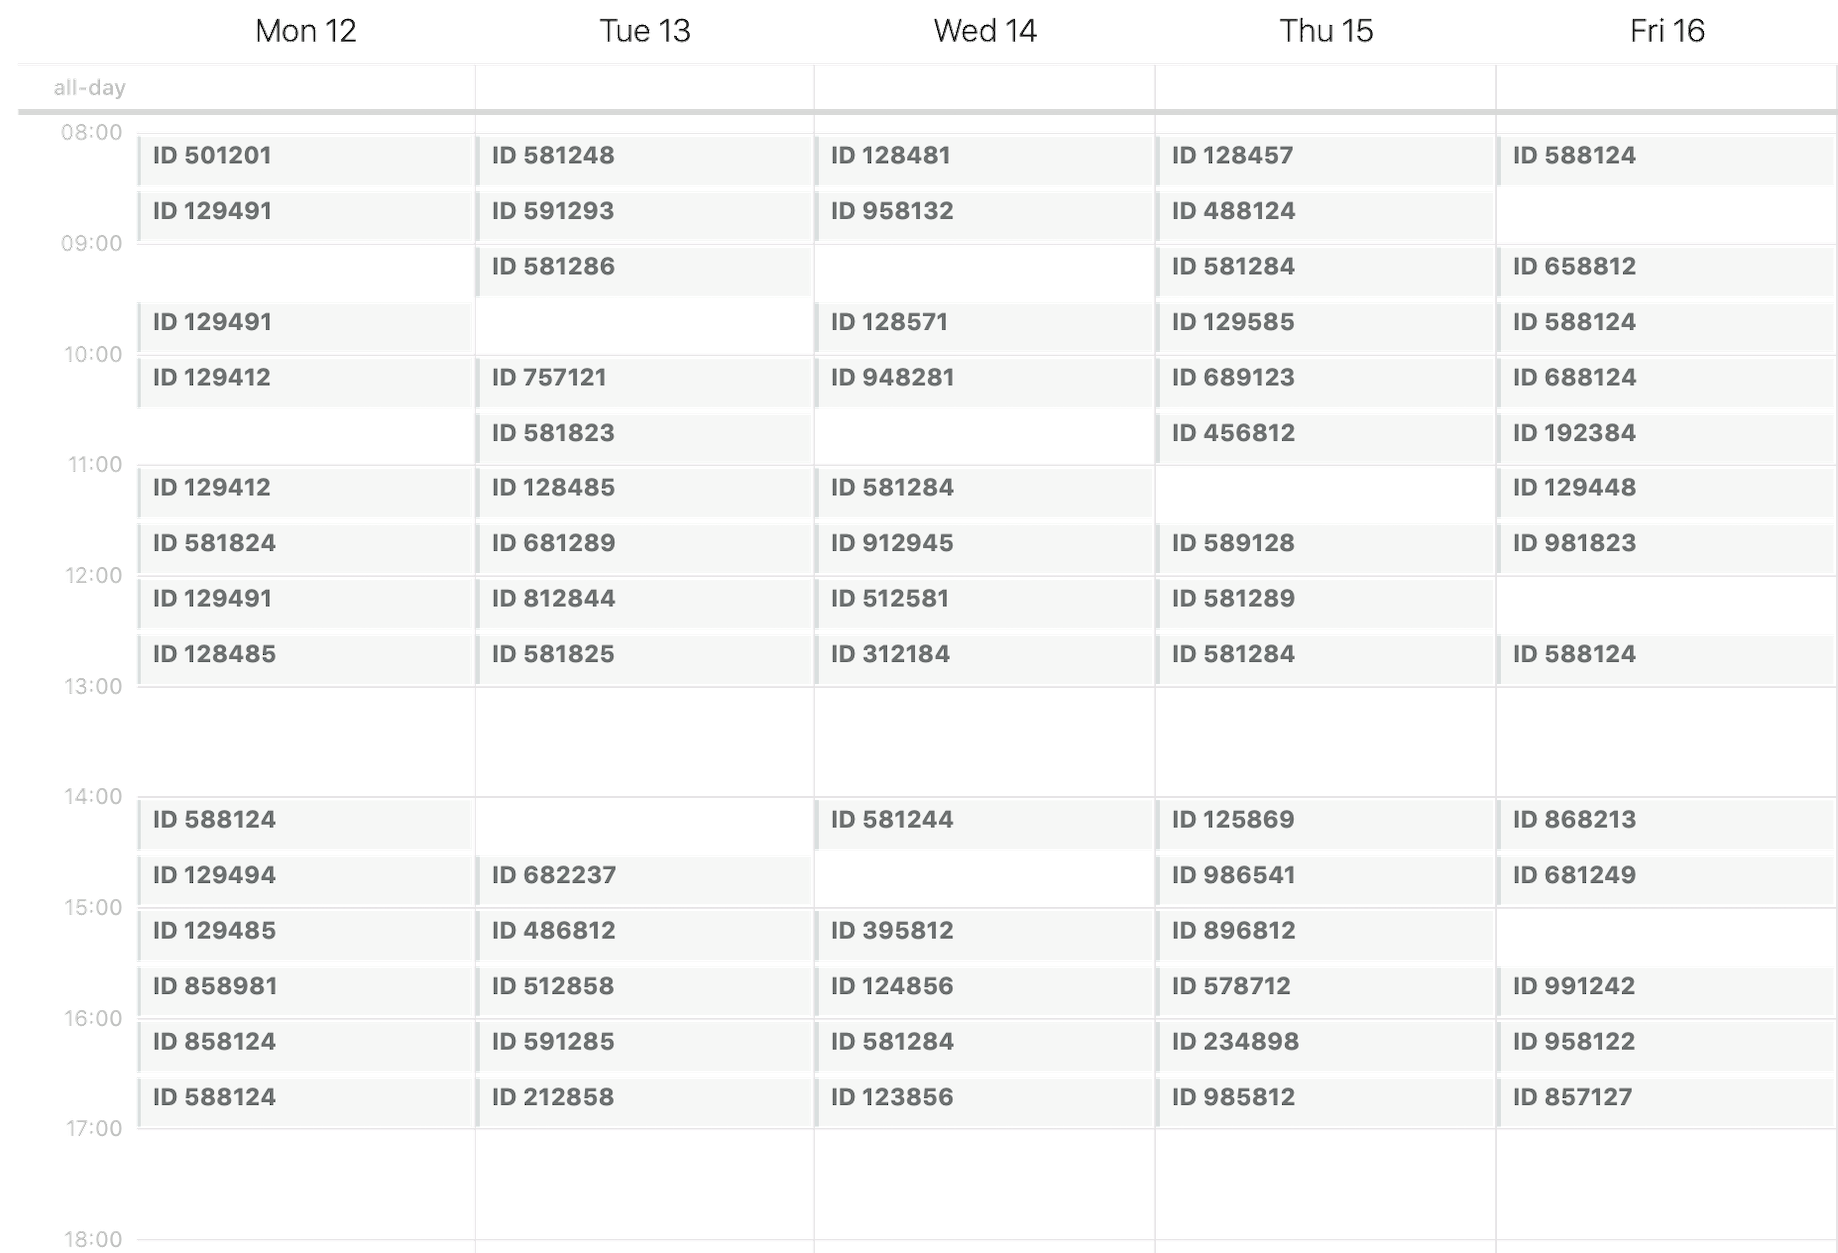 Mon 12 Tue 13 Wed 14 Thu 15 Fri 16
all-day
08:00
ID 501201 ID 581248 ID 128481 ID 128457 ID 588124
ID 129491 ID 591293 ID 958132 ID 488124
09:00
ID 581286 ID 581284 ID 658812
ID 129491 ID 128571 ID 129585 ID 588124
10:00
ID 129412 ID 757121 ID 948281 ID 689123 ID 688124
ID 581823 ID 456812 ID 192384
11:00
ID 129412 ID 128485 ID 581284 ID 129448
ID 581824 ID 681289 ID 912945 ID 589128 ID 981823
12:00
ID 129491 ID 812844 ID 512581 ID 581289
ID 128485 ID 581825 ID 312184 ID 581284 ID 588124
13:00
14:00
ID 588124 ID 581244 ID 125869 ID 868213
ID 129494 ID 682237 ID 986541 ID 681249
15:00
ID 129485 ID 486812 ID 395812 ID 896812
ID 858981 ID 512858 ID 124856 ID 578712 ID 991242
16:00
ID 858124 ID 591285 ID 581284 ID 234898 ID 958122
ID 588124 ID 212858 ID 123856 ID 985812 ID 857127
17:00
18:00